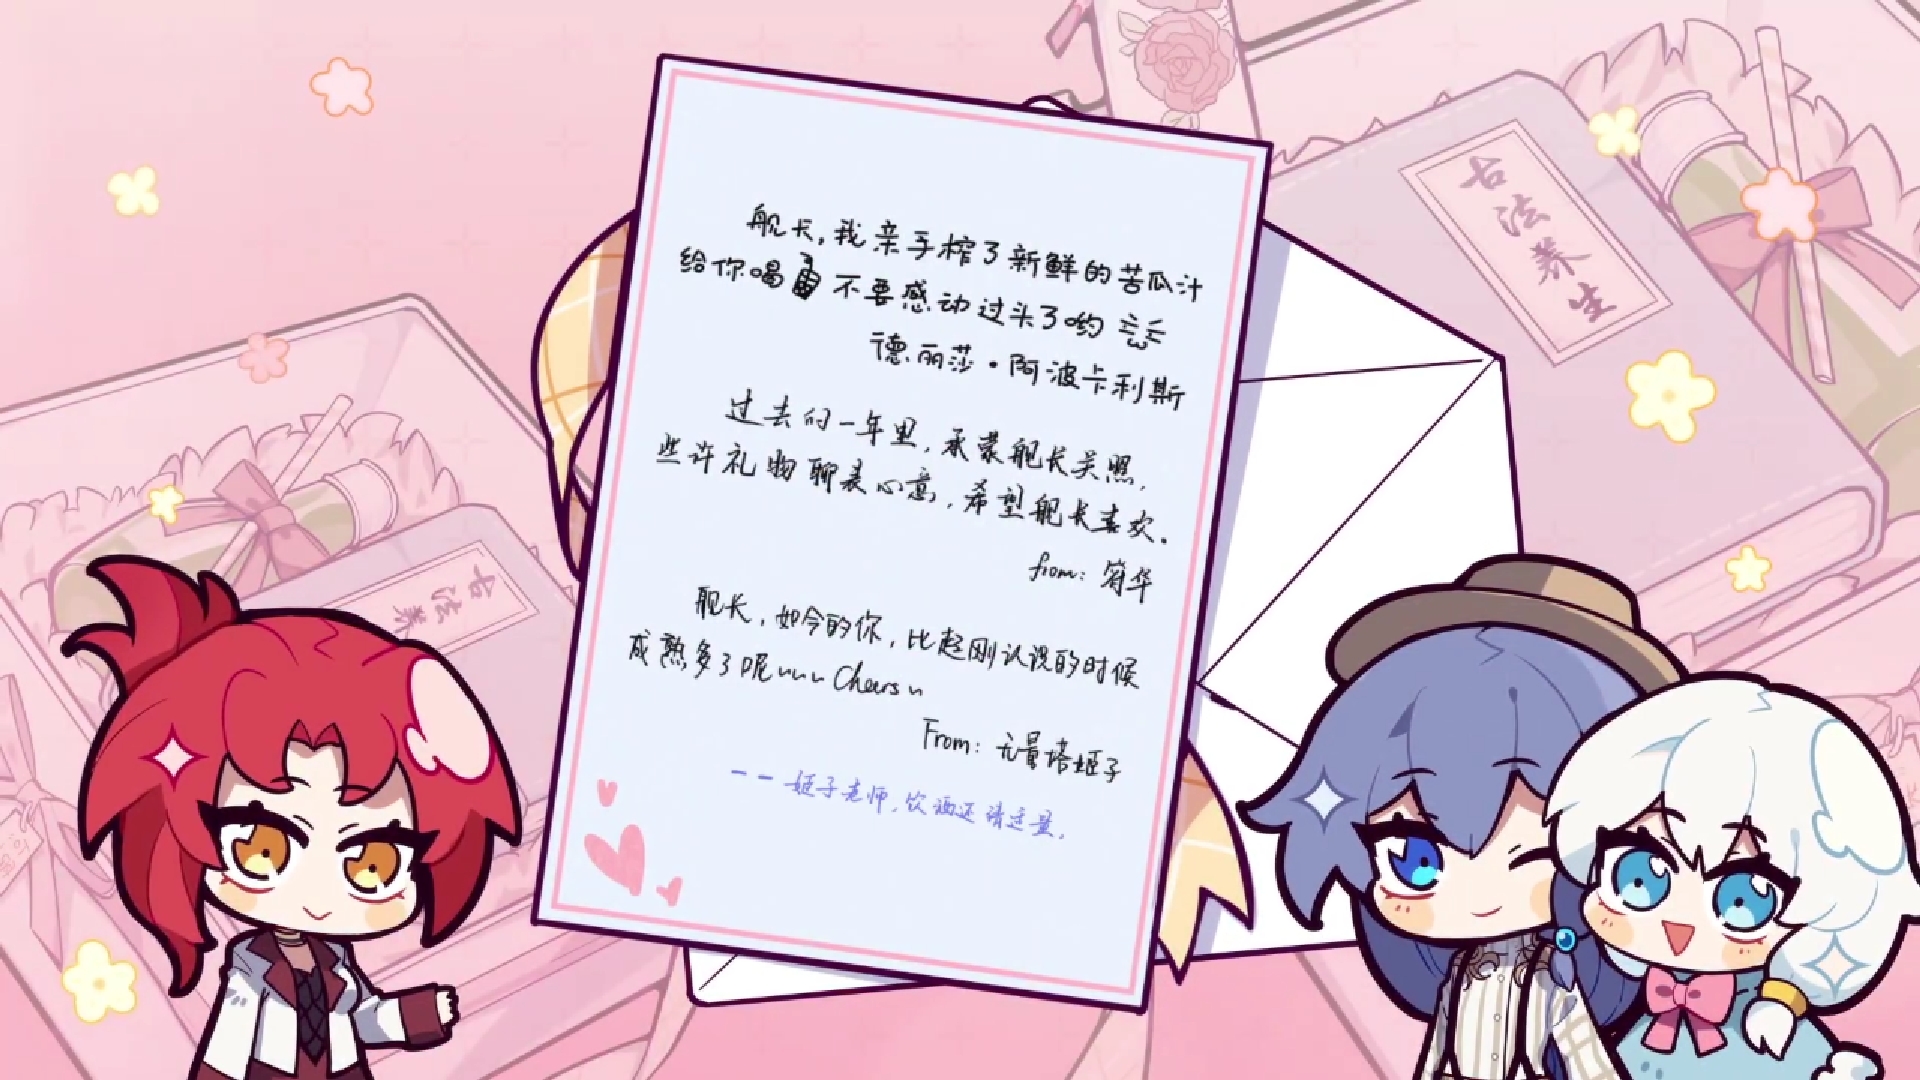 舰长,我亲手榨了新鲜的苦瓜汁
给你喝 不要感动过头了哟
德丽莎·阿波卡利斯
过去的一年里,承蒙舰长关照,
些许礼物聊表心意,希望舰长喜欢。
from: 符华
舰长,如今的你,比起刚认识的时候
成熟多了呢~~~Cheers~
From: 无量塔姬子
——姬子老师,饮酒还请适量。
古法养生
古法养